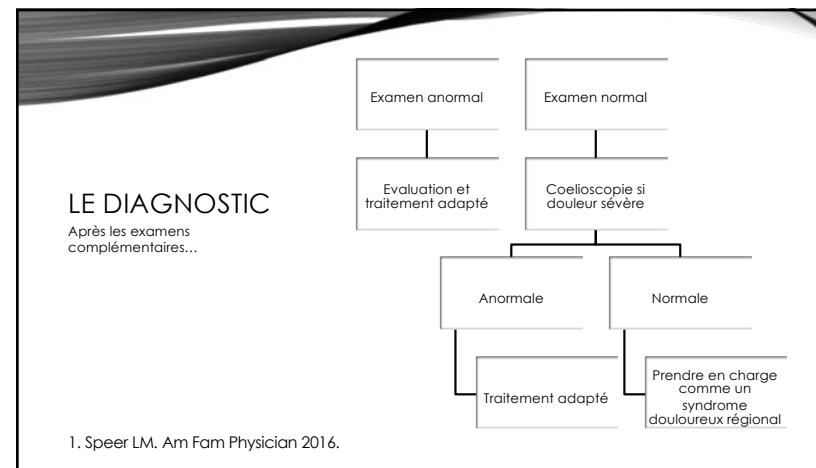 LE DIAGNOSTIC
Après les examens
complémentaires...
Examen anormal
Examen normal
Evaluation et
traitement adapté
Coelioscopie si
douleur sévère
Anormale
Normale
Traitement adapté
Prendre en charge
comme un
syndrome
douloureux régional
1. Speer LM. Am Fam Physician 2016.